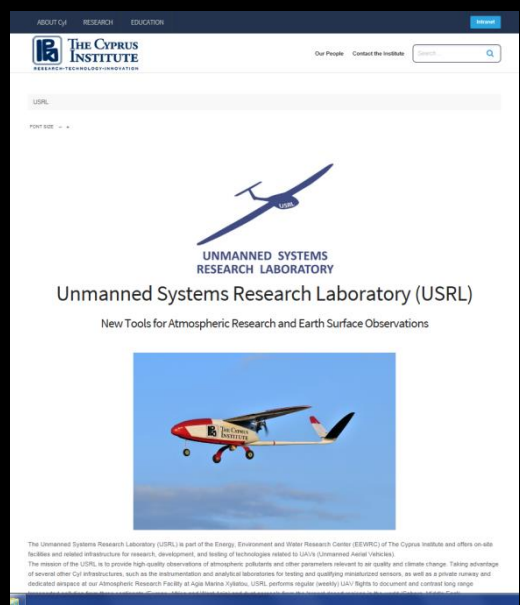 ABOUT CyI RESEARCH EDUCATION Intranet
THE CYPRUS
INSTITUTE
RESEARCH•TECHNOLOGY•INNOVATION
Our People Contact the Institute Search...
USRL
FONT SIZE – +
USRL
UNMANNED SYSTEMS
RESEARCH LABORATORY
Unmanned Systems Research Laboratory (USRL)
New Tools for Atmospheric Research and Earth Surface Observations
THE CYPRUS
INSTITUTE
The Unmanned Systems Research Laboratory (USRL) is part of the Energy, Environment and Water Research Center (EEWRC) of The Cyprus Institute and offers on-site
facilities and related infrastructure for research, development, and testing of technologies related to UAVs (Unmanned Aerial Vehicles).
The mission of the USRL is to provide high-quality observations of atmospheric pollutants and other parameters relevant to air quality and climate change. Taking advantage
of several other CyI infrastructures, such as the instrumentation and analytical laboratories for testing and qualifying miniaturized sensors, as well as a private runway and
dedicated airspace at our Atmospheric Research Facility at Agia Marina Xyliatou, USRL performs regular (weekly) UAV flights to document and contrast long range